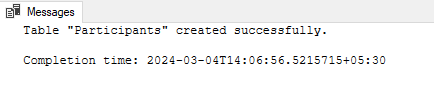 Messages
Table "Participants" created successfully.
Completion time: 2024-03-04T14:06:56.5215715+05:30